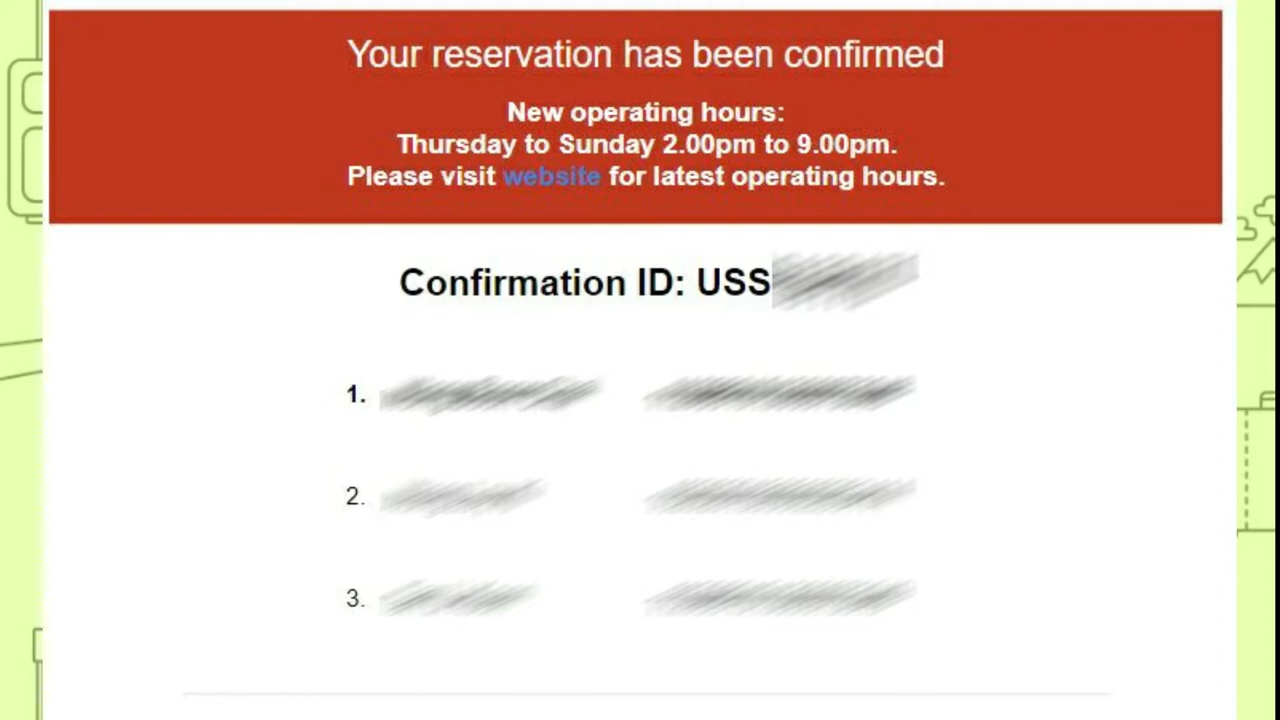 Your reservation has been confirmed
New operating hours:
Thursday to Sunday 2.00pm to 9.00pm.
Please visit website for latest operating hours.
Confirmation ID: USS
1.
2.
3.